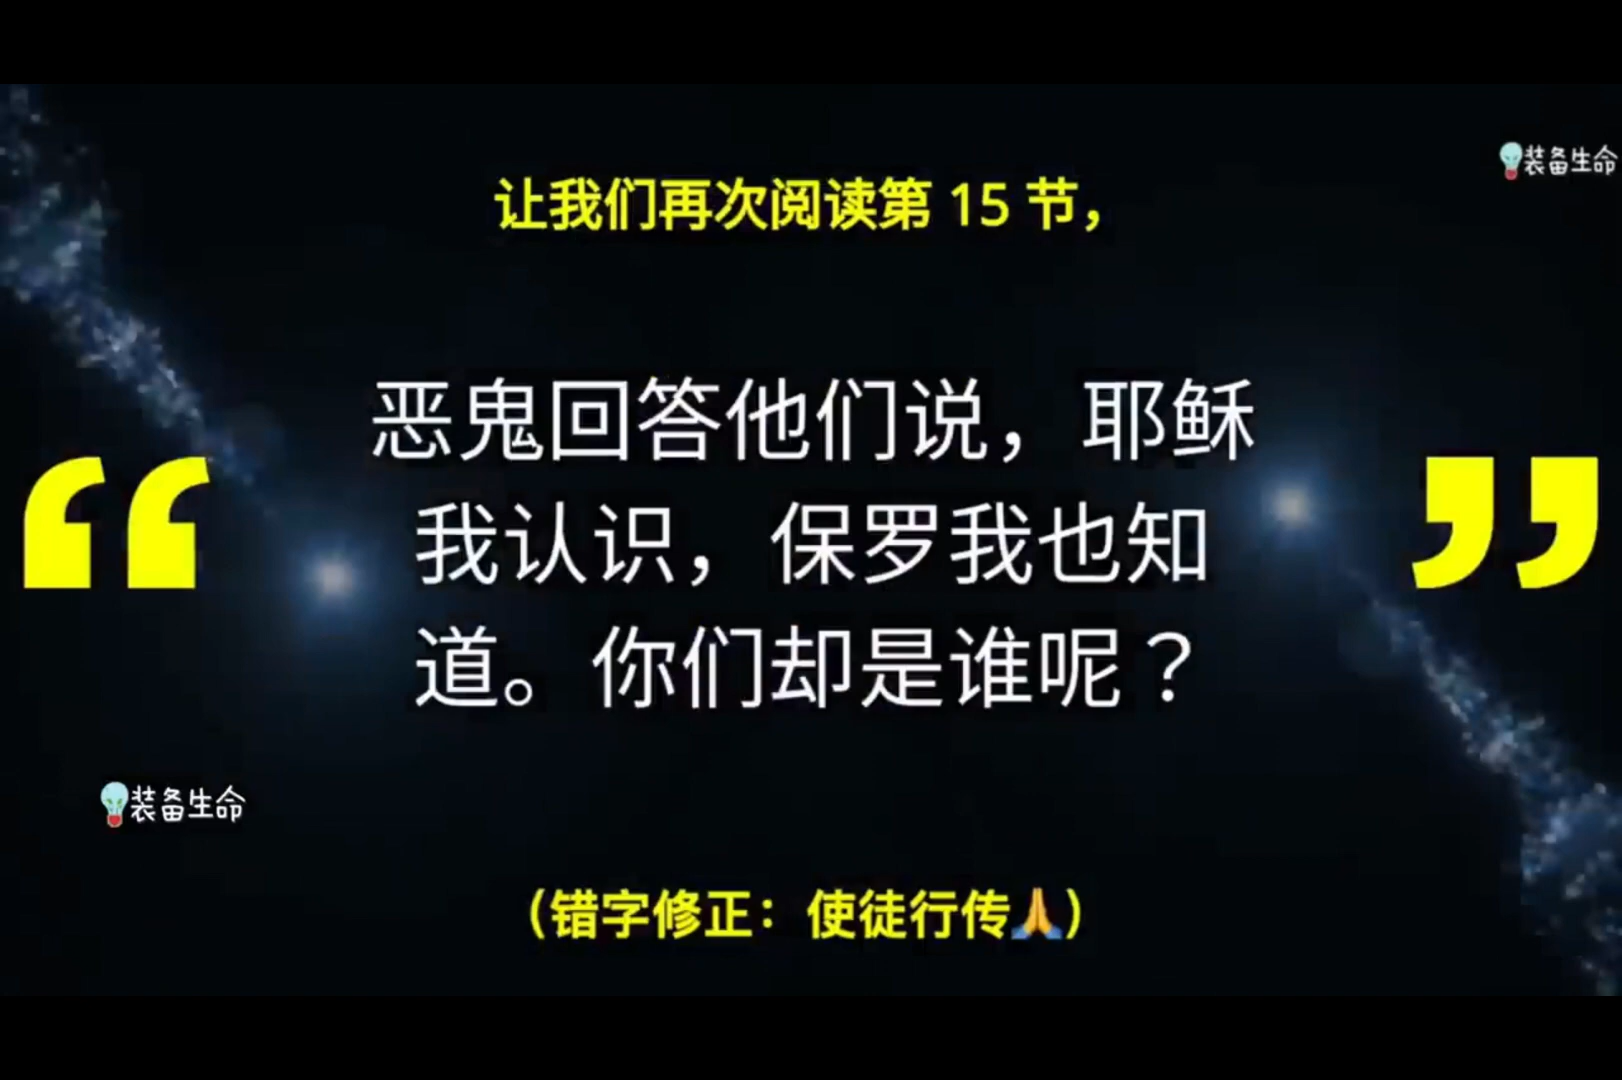 装备生命
让我们再次阅读第 15 节，
恶鬼回答他们说，耶稣
我认识，保罗我也知
道。你们却是谁呢？
装备生命
（错字修正：使徒行传🙏）